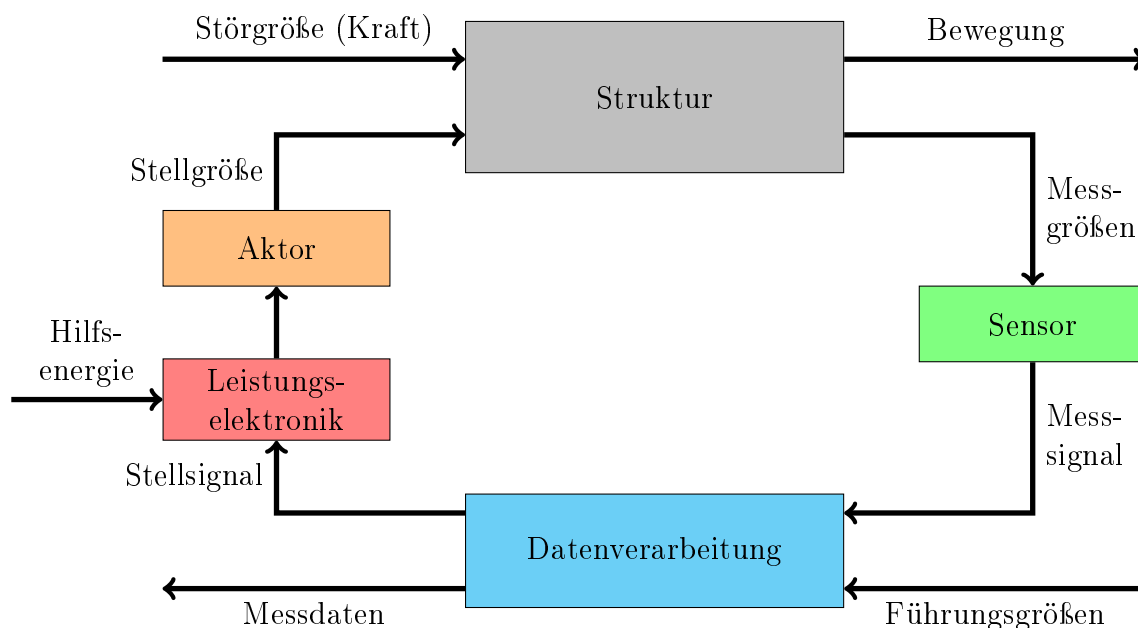 Störgröße (Kraft)
Bewegung
Struktur
Stellgröße
Mess-
größen
Aktor
Sensor
Hilfs-
energie
Leistungs-
elektronik
Mess-
signal
Stellsignal
Datenverarbeitung
Messdaten
Führungsgrößen